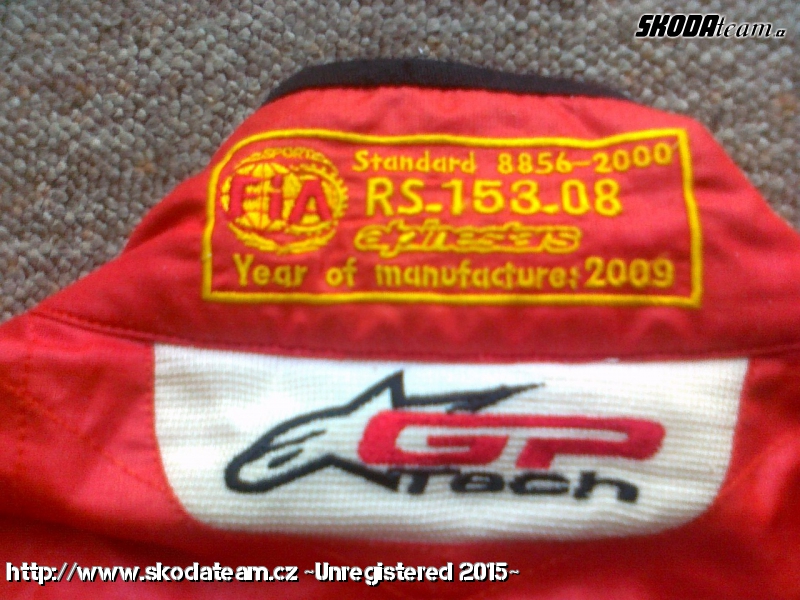 SKODAteam.cz
SPORT
FiA
Standard 8856-2000
RS.153.08
alpinestars
Year of manufacture: 2009
GP
Tech
http://www.skodateam.cz ~Unregistered 2015~